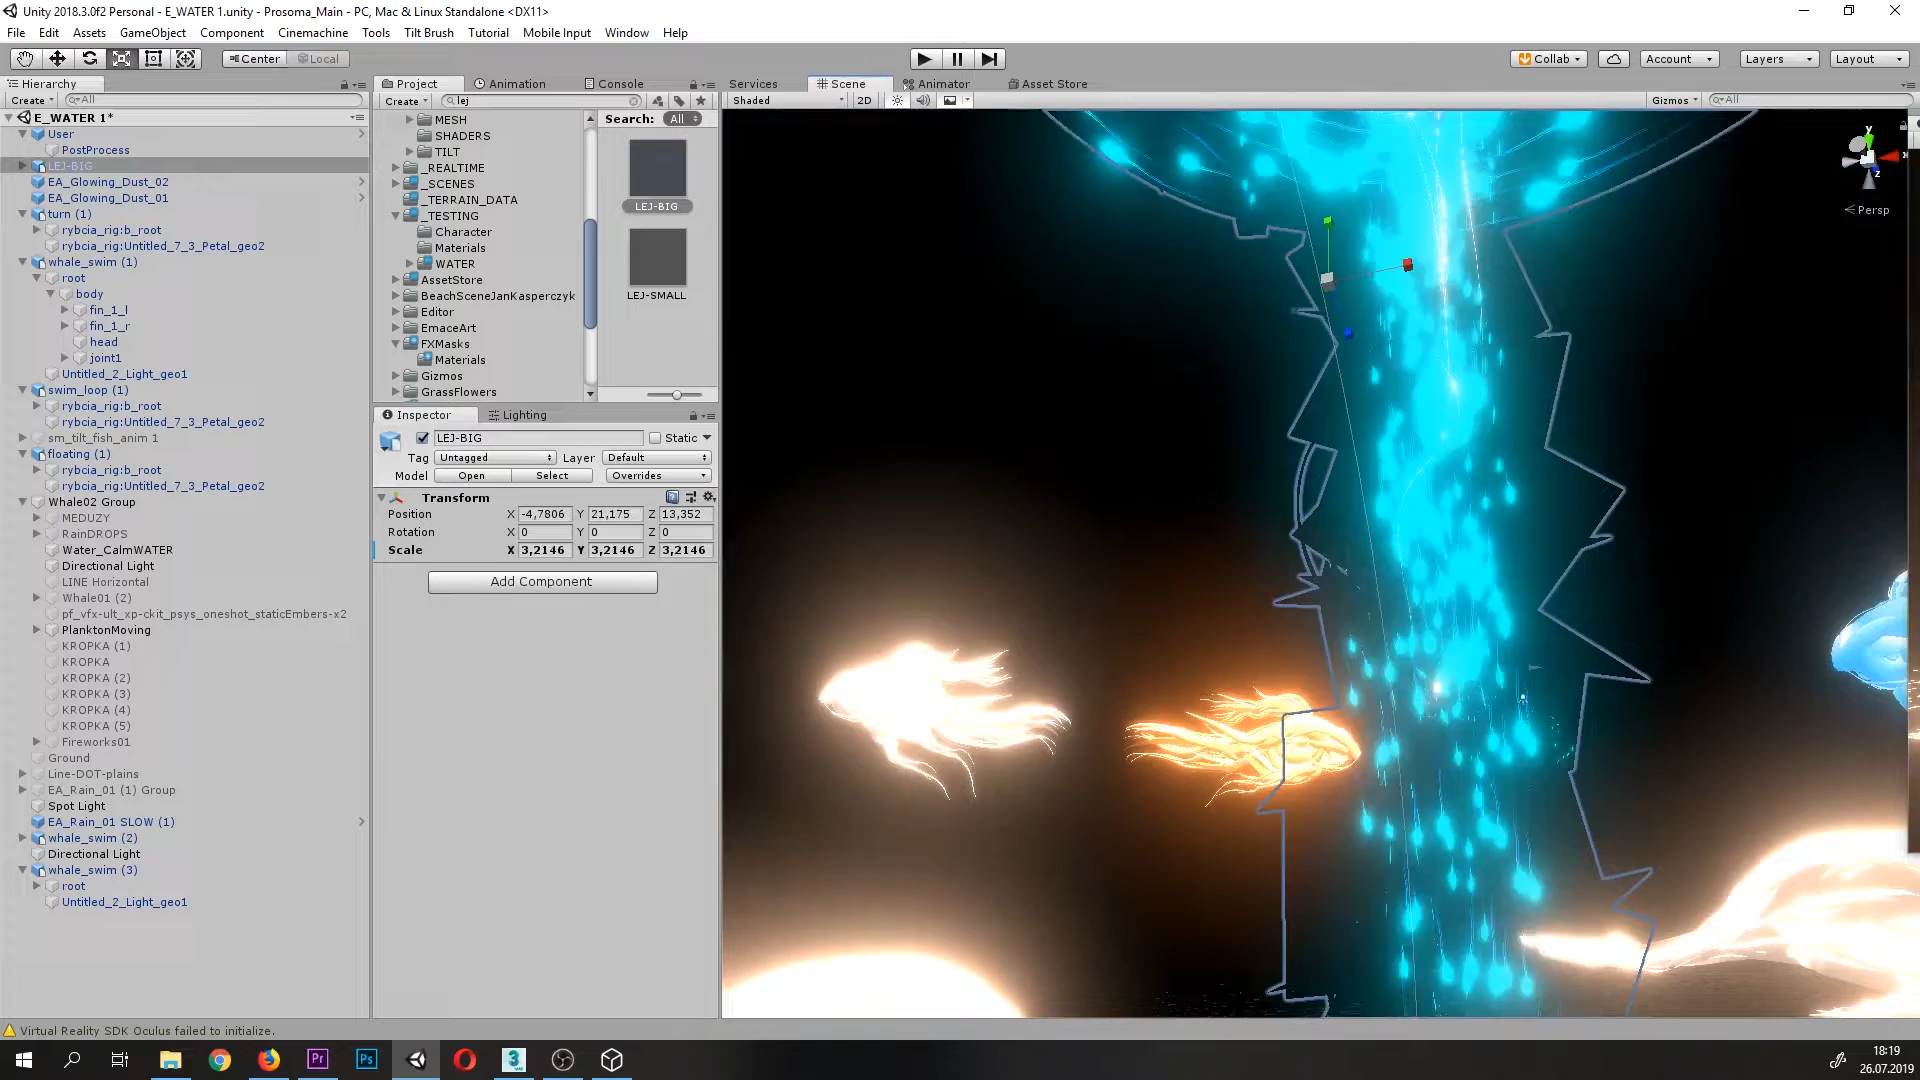 Unity 2018.3.0f2 Personal - E_WATER 1.unity - Prosoma_Main - PC, Mac & Linux Standalone <DX11>
File Edit Assets GameObject Component Cinemachine Tools Tilt Brush Tutorial Mobile Input Window Help
Center Local Collab Account Layers Layout
Hierarchy
Create All
E_WATER 1*
User
PostProcess
LEJ-BIG
EA_Glowing_Dust_02
EA_Glowing_Dust_01
turn (1)
rybcia_rig:b_root
rybcia_rig:Untitled_7_3_Petal_geo2
whale_swim (1)
root
body
fin_1_l
fin_1_r
head
joint1
Untitled_2_Light_geo1
swim_loop (1)
rybcia_rig:b_root
rybcia_rig:Untitled_7_3_Petal_geo2
sm_tilt_fish_anim 1
floating (1)
rybcia_rig:b_root
rybcia_rig:Untitled_7_3_Petal_geo2
Whale02 Group
MEDUZY
RainDROPS
Water_CalmWATER
Directional Light
LINE Horizontal
Whale01 (2)
pf_vfx-ult_xp-ckit_psys_oneshot_staticEmbers-x2
PlanktonMoving
KROPKA (1)
KROPKA
KROPKA (2)
KROPKA (3)
KROPKA (4)
KROPKA (5)
Fireworks01
Ground
Line-DOT-plains
EA_Rain_01 (1) Group
Spot Light
EA_Rain_01 SLOW (1)
whale_swim (2)
Directional Light
whale_swim (3)
root
Untitled_2_Light_geo1
Project Animation Console
Create lej
MESH
SHADERS
TILT
_REALTIME
_SCENES
_TERRAIN_DATA
_TESTING
Character
Materials
WATER
AssetStore
BeachSceneJanKasperczyk
Editor
EmaceArt
FXMasks
Materials
Gizmos
GrassFlowers
Search: All
LEJ-BIG
LEJ-SMALL
Inspector Lighting
LEJ-BIG Static
Tag Untagged Layer Default
Model Open Select Overrides
Transform
Position X -4,7806 Y 21,175 Z 13,352
Rotation X 0 Y 0 Z 0
Scale X 3,2146 Y 3,2146 Z 3,2146
Add Component
Services Scene Animator Asset Store
Shaded 2D Gizmos All
y
x
z
Persp
Virtual Reality SDK Oculus failed to initialize.
Pr Ps 3
18:19
26.07.2019